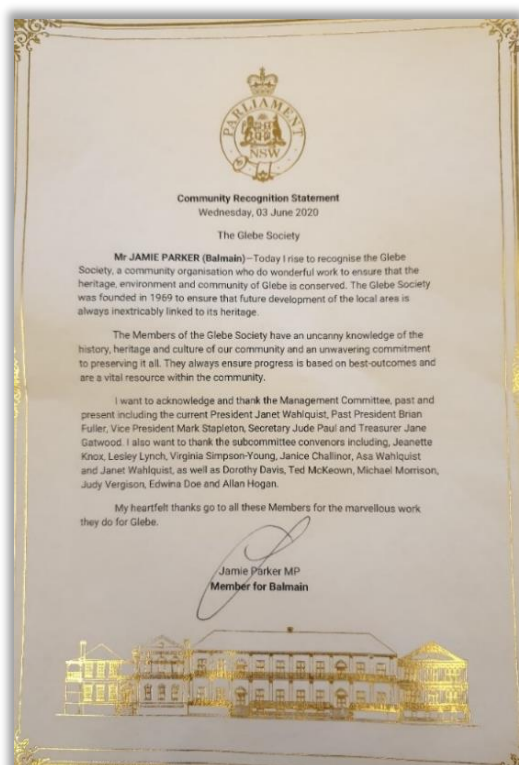 PARLIAMENT
NSW
Community Recognition Statement
Wednesday, 03 June 2020
The Glebe Society
Mr JAMIE PARKER (Balmain)—Today I rise to recognise the Glebe
Society, a community organisation who do wonderful work to ensure that the
heritage, environment and community of Glebe is conserved. The Glebe Society
was founded in 1969 to ensure that future development of the local area is
always inextricably linked to its heritage.
The Members of the Glebe Society have an uncanny knowledge of the
history, heritage and culture of our community and an unwavering commitment
to preserving it all. They always ensure progress is based on best-outcomes and
are a vital resource within the community.
I want to acknowledge and thank the Management Committee, past and
present including the current President Janet Wahlquist, Past President Brian
Fuller, Vice President Mark Stapleton, Secretary Jude Paul and Treasurer Jane
Gatwood. I also want to thank the subcommittee convenors including, Jeanette
Knox, Lesley Lynch, Virginia Simpson-Young, Janice Challinor, Asa Wahlquist
and Janet Wahlquist, as well as Dorothy Davis, Ted McKeown, Michael Morrison,
Judy Vergison, Edwina Doe and Allan Hogan.
My heartfelt thanks go to all these Members for the marvellous work
they do for Glebe.
Jamie Parker MP
Member for Balmain